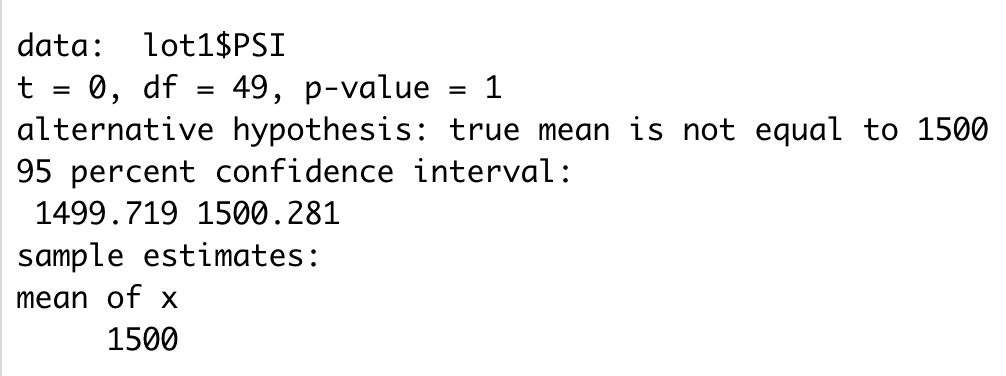 data:  lot1$PSI
t = 0, df = 49, p-value = 1
alternative hypothesis: true mean is not equal to 1500
95 percent confidence interval:
 1499.719 1500.281
sample estimates:
mean of x
     1500